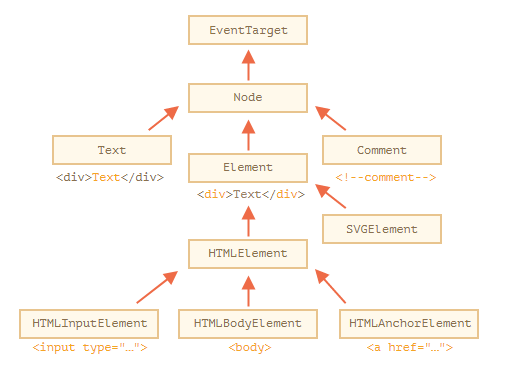 EventTarget
Node
Text
Comment
<div>Text</div>
Element
<!--comment-->
<div>Text</div>
SVGElement
HTMLElement
HTMLInputElement
HTMLBodyElement
HTMLAnchorElement
<input type="…">
<body>
<a href="…">